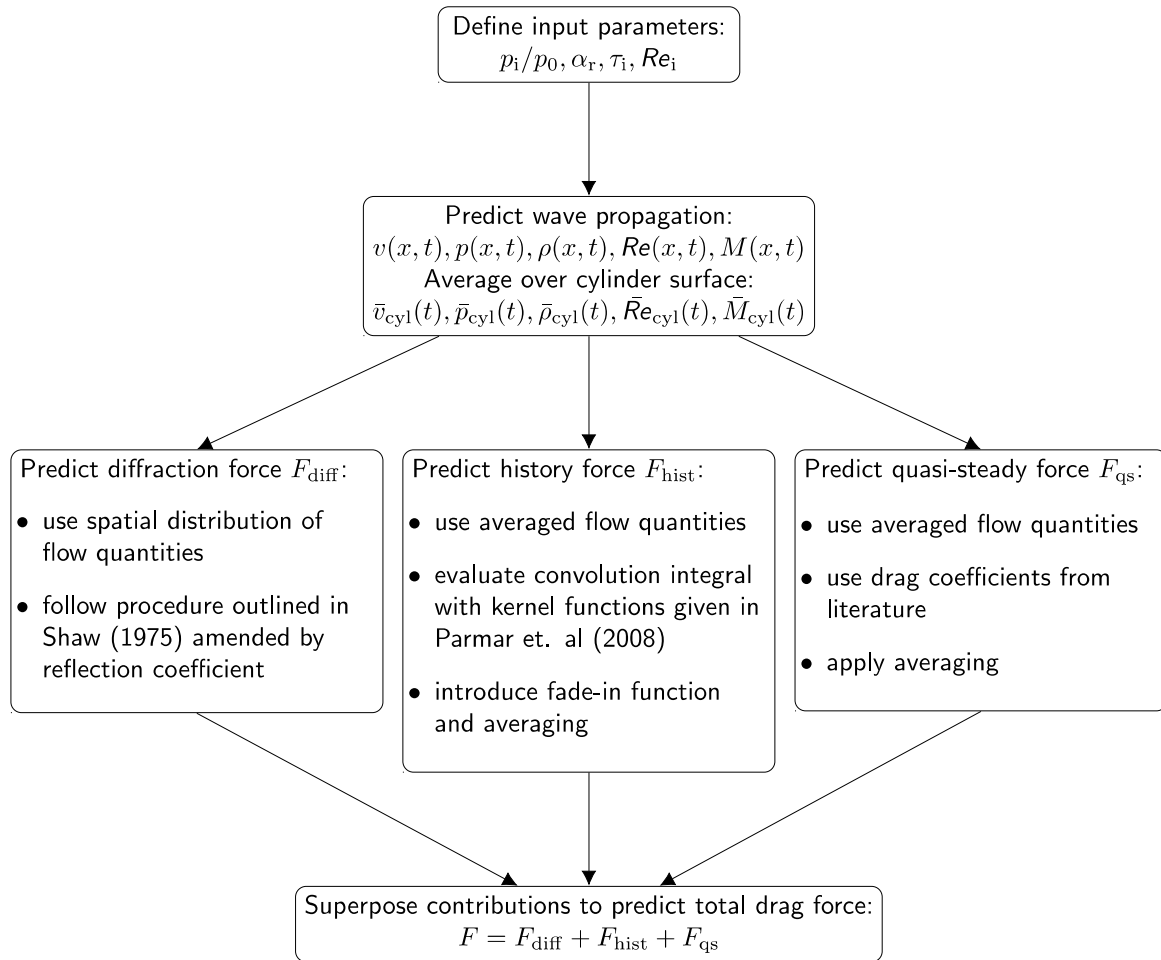 Define input parameters:
p_i/p_0, α_r, τ_i, Re_i
Predict wave propagation:
v(x, t), p(x, t), ρ(x, t), Re(x, t), M(x, t)
Average over cylinder surface:
v̄_cyl(t), p̄_cyl(t), ρ̄_cyl(t), R̄e_cyl(t), M̄_cyl(t)
Predict diffraction force F_diff:
• use spatial distribution of
flow quantities
• follow procedure outlined in
Shaw (1975) amended by
reflection coefficient
Predict history force F_hist:
• use averaged flow quantities
• evaluate convolution integral
with kernel functions given in
Parmar et. al (2008)
• introduce fade-in function
and averaging
Predict quasi-steady force F_qs:
• use averaged flow quantities
• use drag coefficients from
literature
• apply averaging
Superpose contributions to predict total drag force:
F = F_diff + F_hist + F_qs